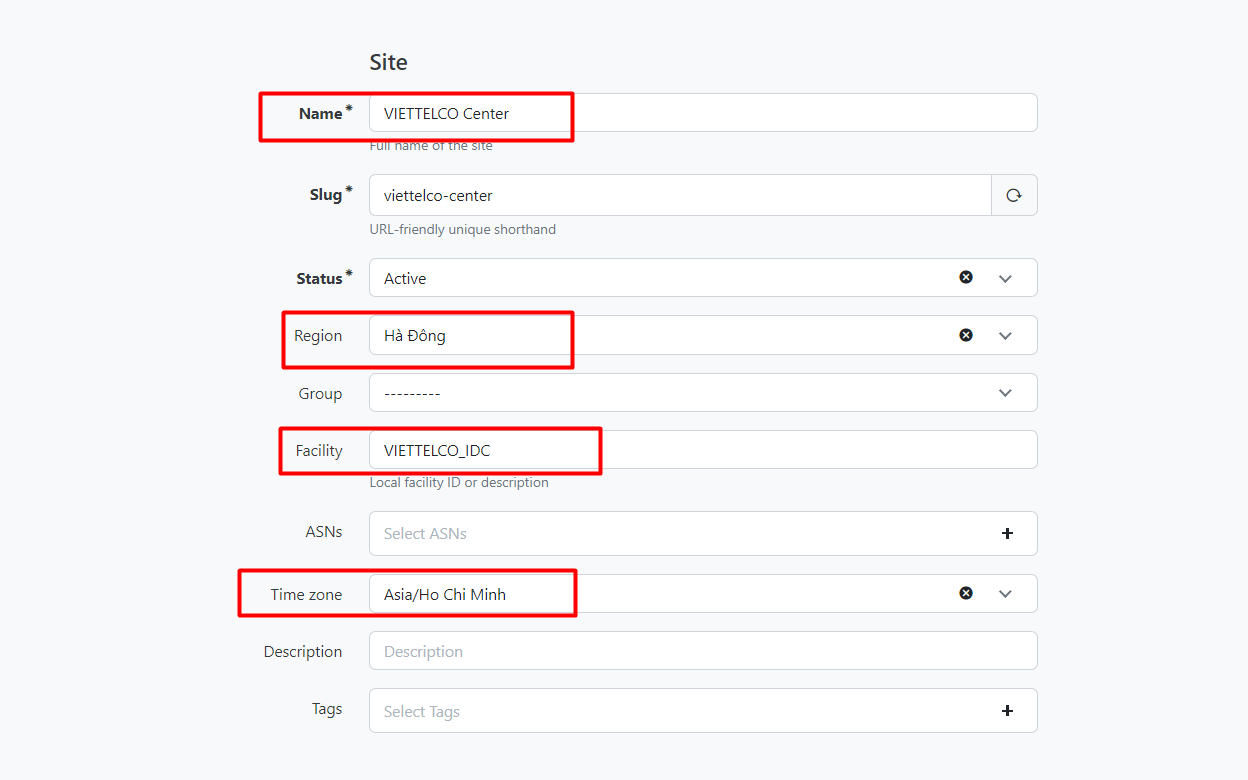 Site
Name* VIETTELCO Center
Full name of the site
Slug* viettelco-center
URL-friendly unique shorthand
Status* Active
Region Hà Đông
Group ---------
Facility VIETTELCO_IDC
Local facility ID or description
ASNs Select ASNs
Time zone Asia/Ho Chi Minh
Description Description
Tags Select Tags